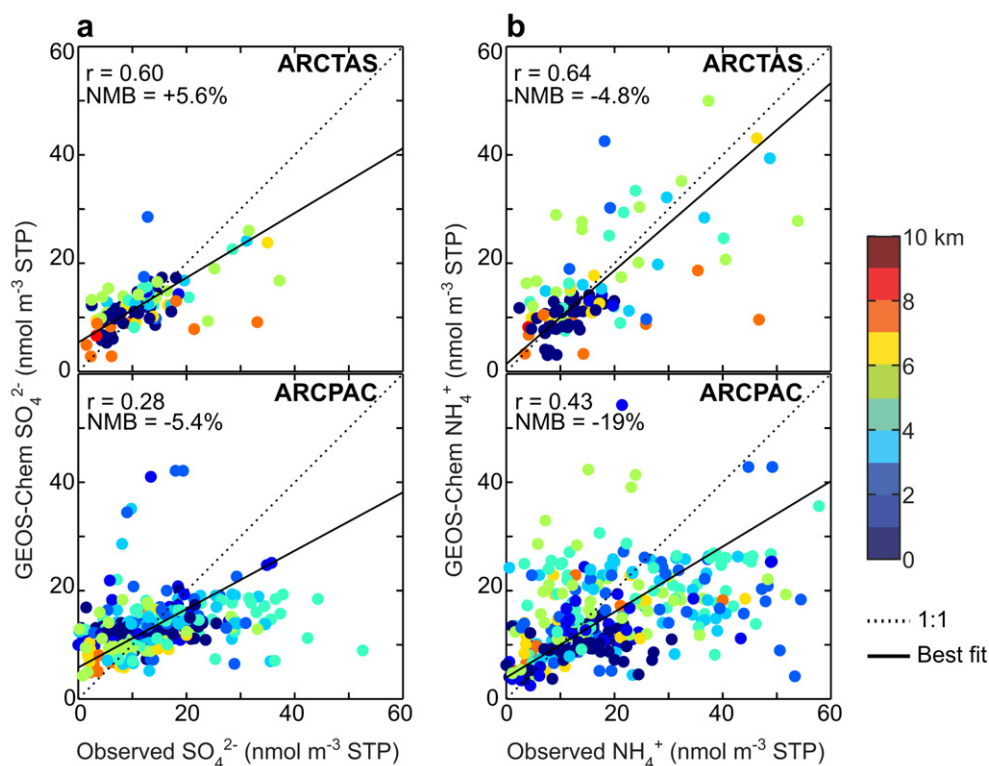 a
b
60
40
20
0
ARCTAS
r = 0.60
NMB = +5.6%
ARCTAS
r = 0.64
NMB = -4.8%
60
40
20
0
GEOS-Chem SO₄²⁻ (nmol m⁻³ STP)
GEOS-Chem NH₄⁺ (nmol m⁻³ STP)
40
20
0
ARCPAC
r = 0.28
NMB = -5.4%
ARCPAC
r = 0.43
NMB = -19%
40
20
0
0 20 40 60
0 20 40 60
Observed SO₄²⁻ (nmol m⁻³ STP)
Observed NH₄⁺ (nmol m⁻³ STP)
10 km
8
6
4
2
0
1:1
Best fit